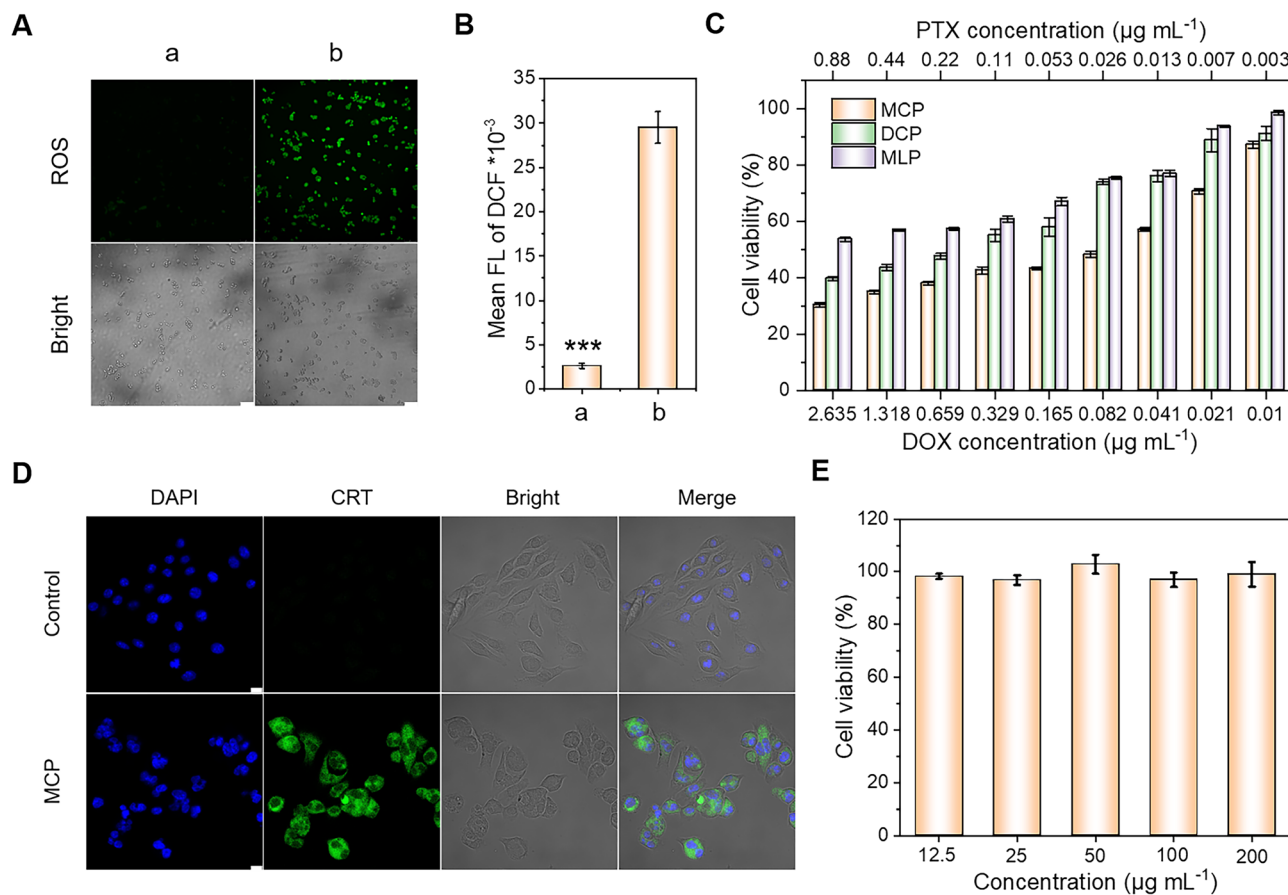 A
a b
ROS
Bright
B
Mean FL of DCF *10⁻³
35
30
25
20
15
10
5
0
***
a b
C
PTX concentration (µg mL⁻¹)
0.88 0.44 0.22 0.11 0.053 0.026 0.013 0.007 0.003
Cell viability (%)
100
80
60
40
20
0
MCP
DCP
MLP
2.635 1.318 0.659 0.329 0.165 0.082 0.041 0.021 0.01
DOX concentration (µg mL⁻¹)
D
DAPI CRT Bright Merge
Control
MCP
E
Cell viability (%)
120
100
80
60
40
20
0
12.5 25 50 100 200
Concentration (µg mL⁻¹)